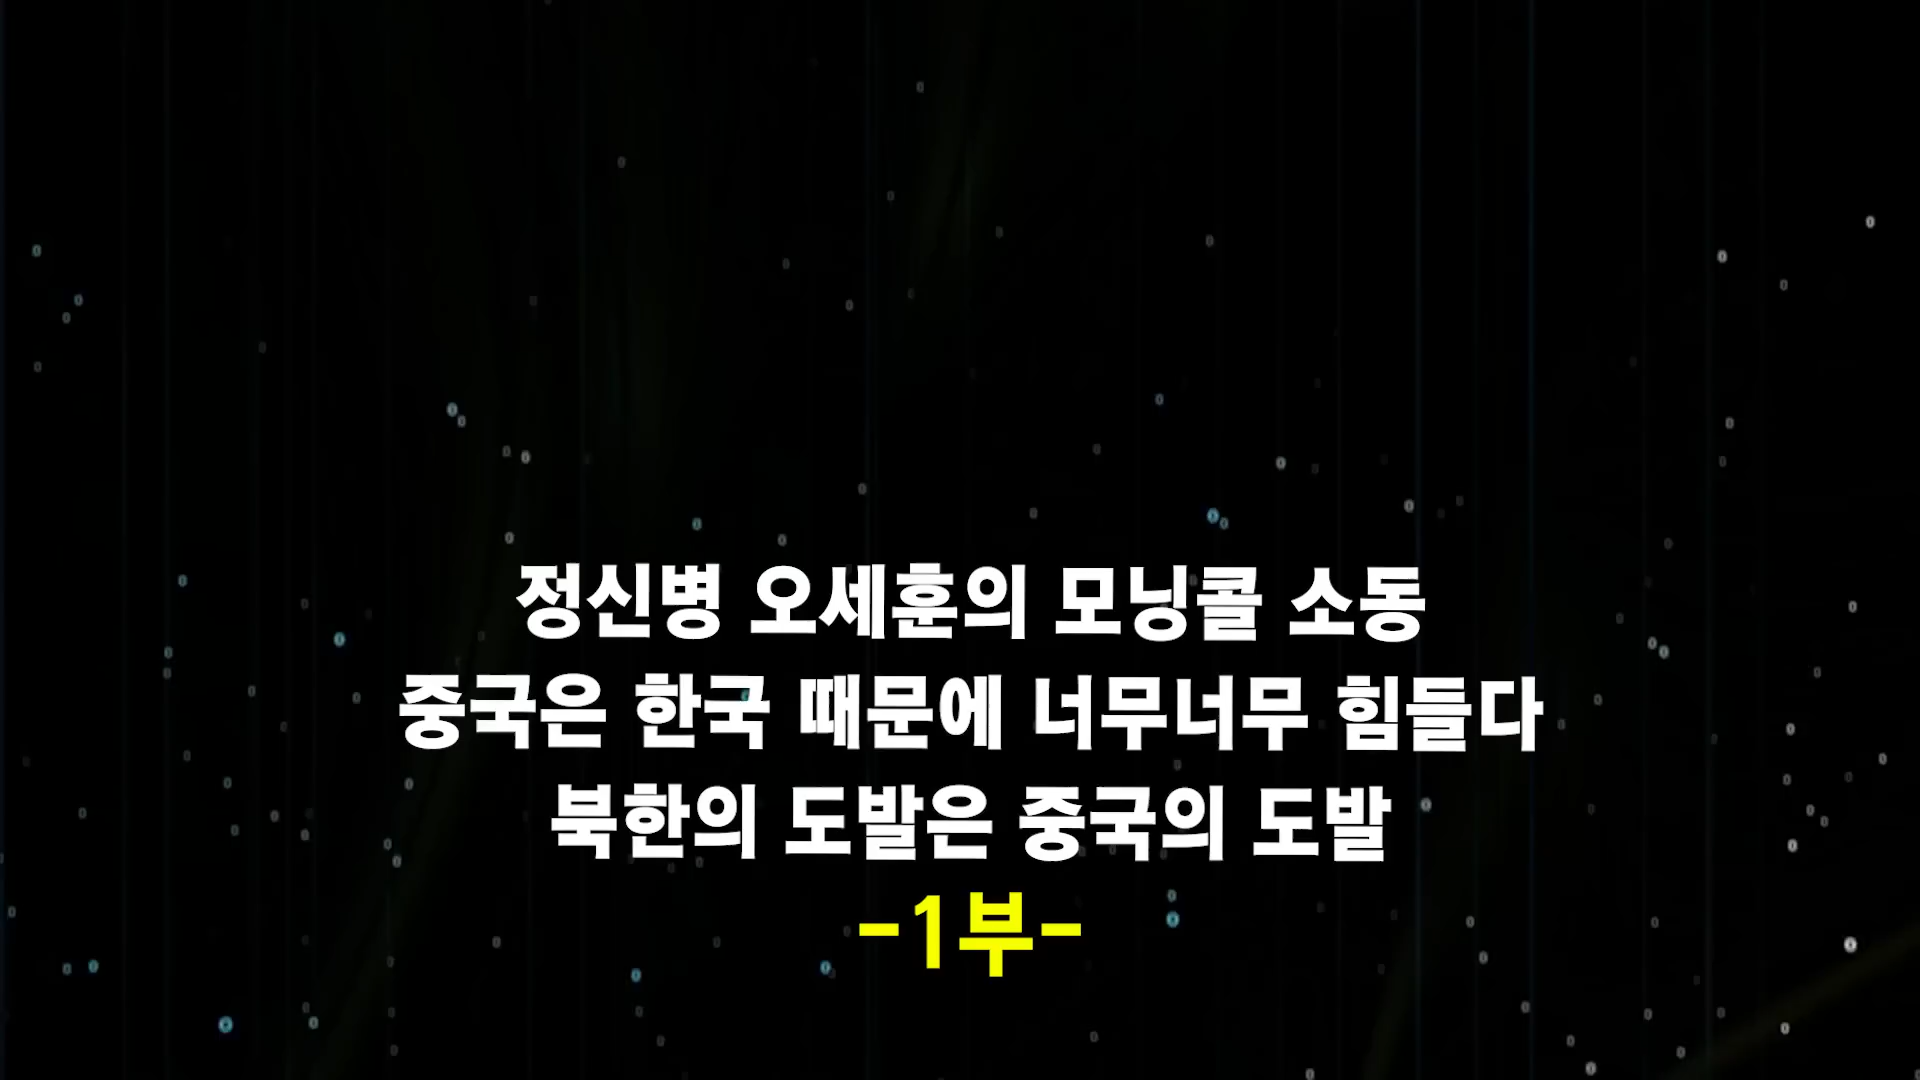 정신병 오세훈의 모닝콜 소동
중국은 한국 때문에 너무너무 힘들다
북한의 도발은 중국의 도발
-1부-